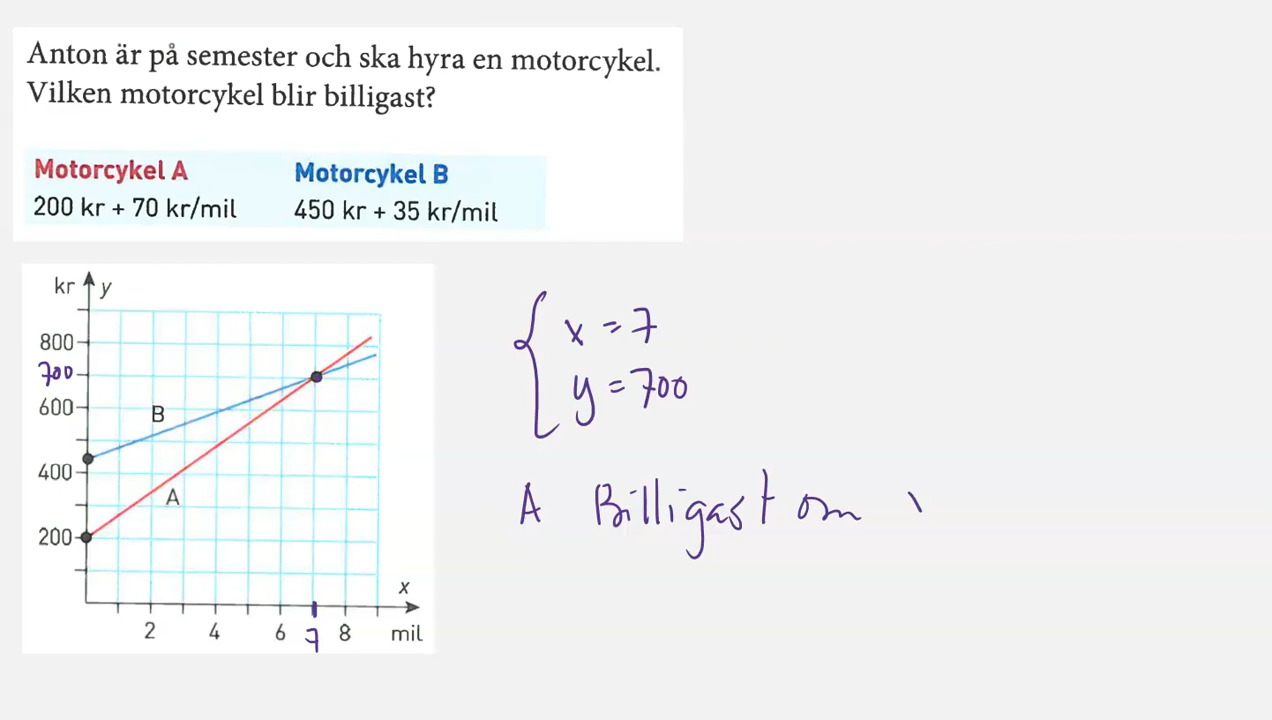 Anton är på semester och ska hyra en motorcykel.
Vilken motorcykel blir billigast?
Motorcykel A
200 kr + 70 kr/mil
Motorcykel B
450 kr + 35 kr/mil
kr y
800
700
600
400
200
B
A
x
2 4 6 7 8 mil
x = 7
y = 700
A Billigast om